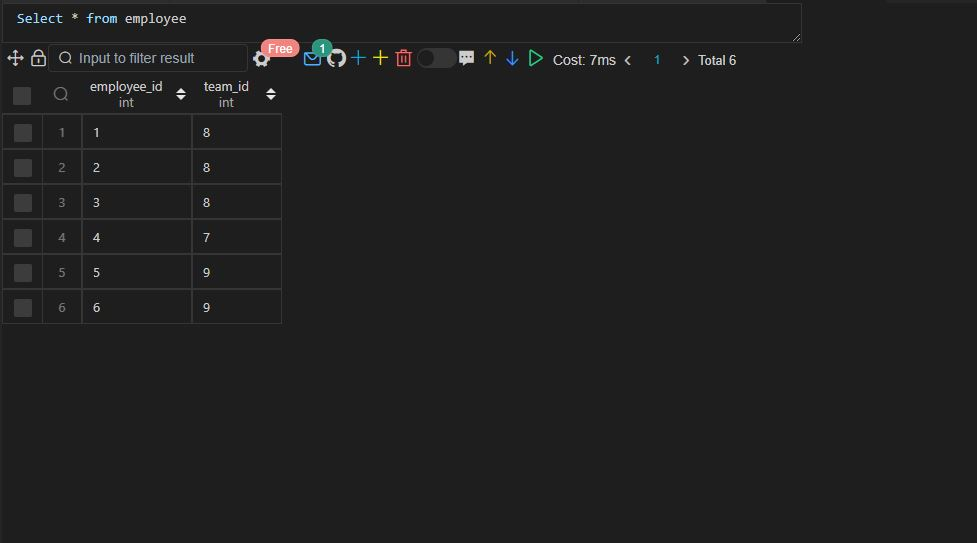 Select * from employee
Input to filter result Free 1 Cost: 7ms 1 Total 6
employee_id team_id
int int
1 1 8
2 2 8
3 3 8
4 4 7
5 5 9
6 6 9